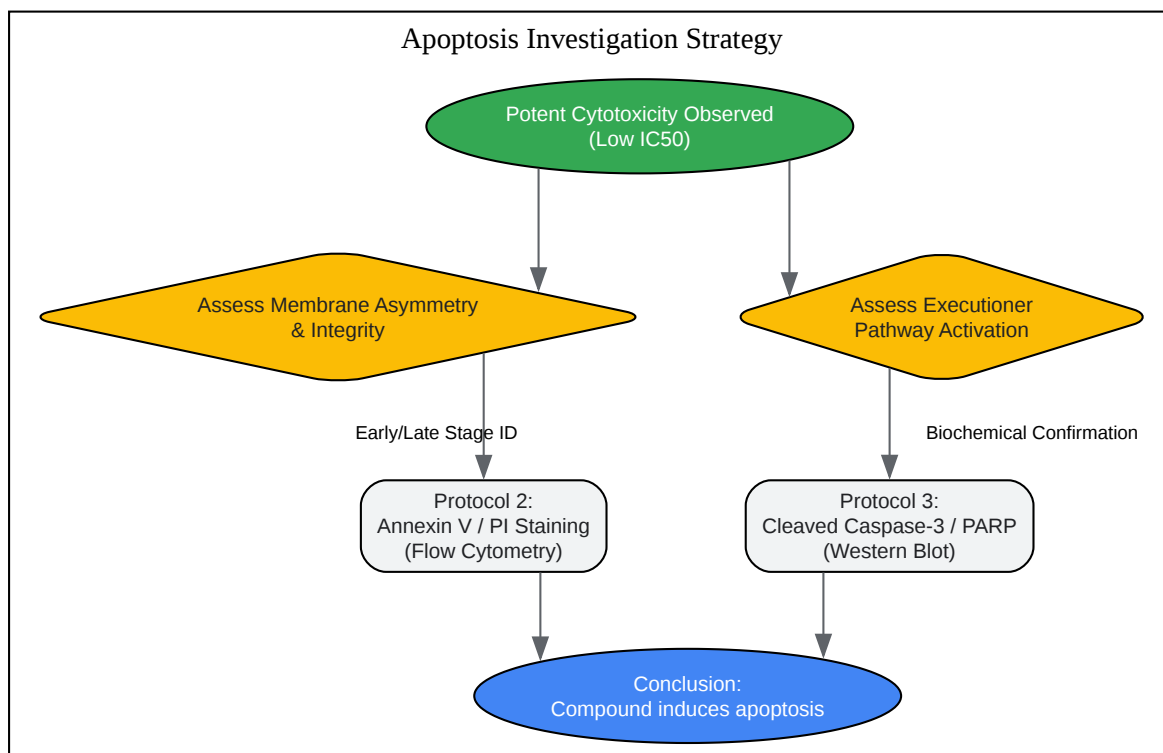 Apoptosis Investigation Strategy
Potent Cytotoxicity Observed
(Low IC50)
Assess Membrane Asymmetry
& Integrity
Assess Executioner
Pathway Activation
Early/Late Stage ID
Biochemical Confirmation
Protocol 2:
Annexin V / PI Staining
(Flow Cytometry)
Protocol 3:
Cleaved Caspase-3 / PARP
(Western Blot)
Conclusion:
Compound induces apoptosis